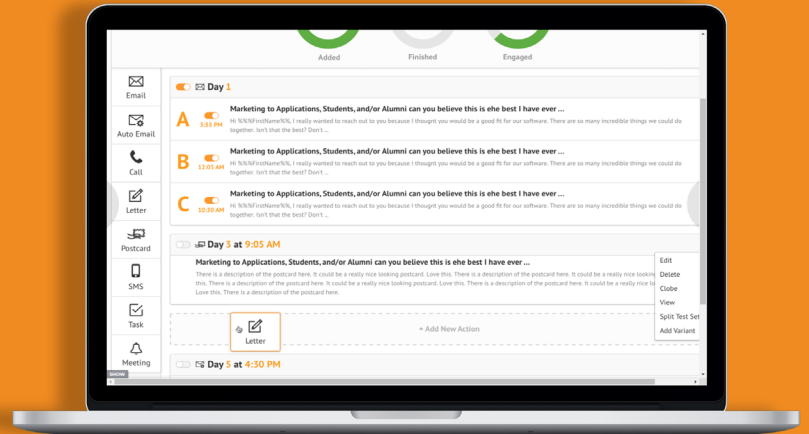 Added
Finished
Engaged
Email
Auto Email
Call
Letter
Postcard
SMS
Task
Meeting
SHOW
Day 1
A
3:33 PM
Marketing to Applications, Students, and/or Alumni can you believe this is ehe best I have ever ...
Hi %%%FirstName%%, I really wanted to reach out to you because I thougnt you would be a good fit for our software. There are so many incredible things we could do
together. Isn't that the best? Don't ...
B
12:05 AM
Marketing to Applications, Students, and/or Alumni can you believe this is ehe best I have ever ...
Hi %%%FirstName%%, I really wanted to reach out to you because I thougnt you would be a good fit for our software. There are so many incredible things we could do
together. Isn't that the best? Don't ...
C
10:30 AM
Marketing to Applications, Students, and/or Alumni can you believe this is ehe best I have ever ...
Hi %%%FirstName%%, I really wanted to reach out to you because I thougnt you would be a good fit for our software. There are so many incredible things we could do
together. Isn't that the best? Don't ...
Day 3 at 9:05 AM
Marketing to Applications, Students, and/or Alumni can you believe this is ehe best I have ever ...
There is a description of the postcard here. It could be a really nice looking postcard. Love this. There is a description of the postcard here. It could be a really nice looking
this. There is a description of the postcard here. It could be a really nice looking postcard. Love this. There is a description of the postcard here. It could be a really nice
Love this. There is a description of the postcard here.
Edit
Delete
Clobe
View
Split Test Set
Add Variant
Letter
+ Add New Action
Day 5 at 4:30 PM